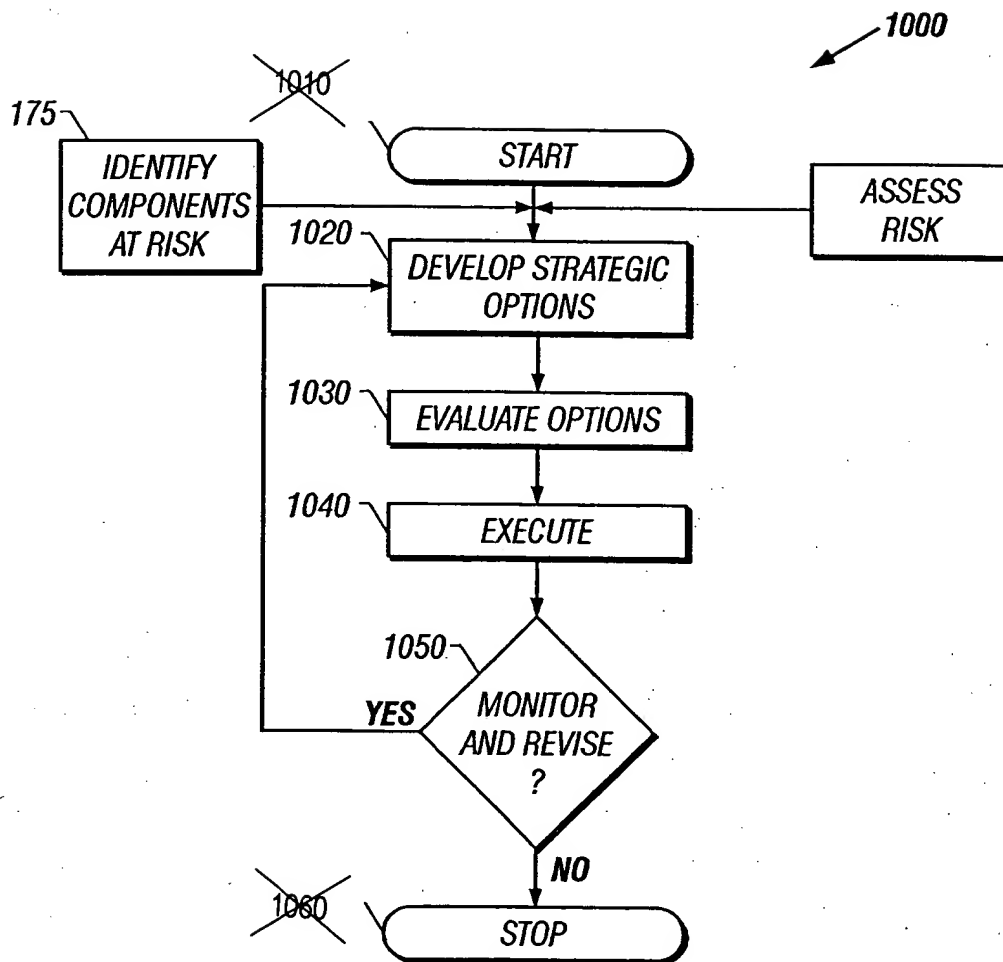 1000
1010
175
START
IDENTIFY
COMPONENTS
AT RISK
ASSESS
RISK
1020
DEVELOP STRATEGIC
OPTIONS
1030
EVALUATE OPTIONS
1040
EXECUTE
1050
MONITOR
AND REVISE
?
YES
NO
1060
STOP